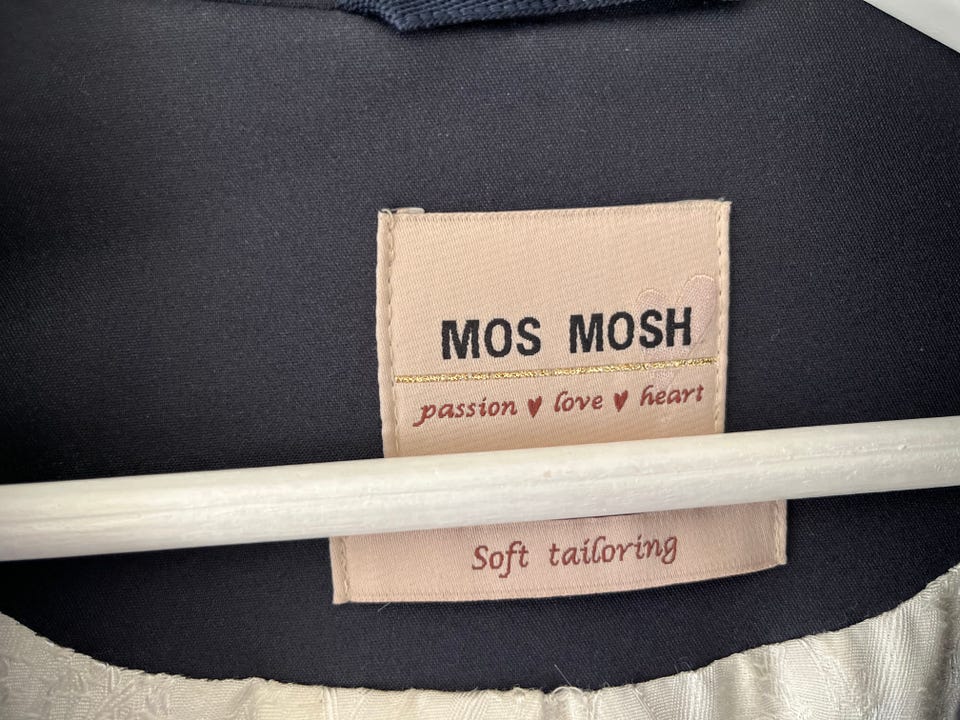 MOS MOSH
passion ♥ love ♥ heart
Soft tailoring